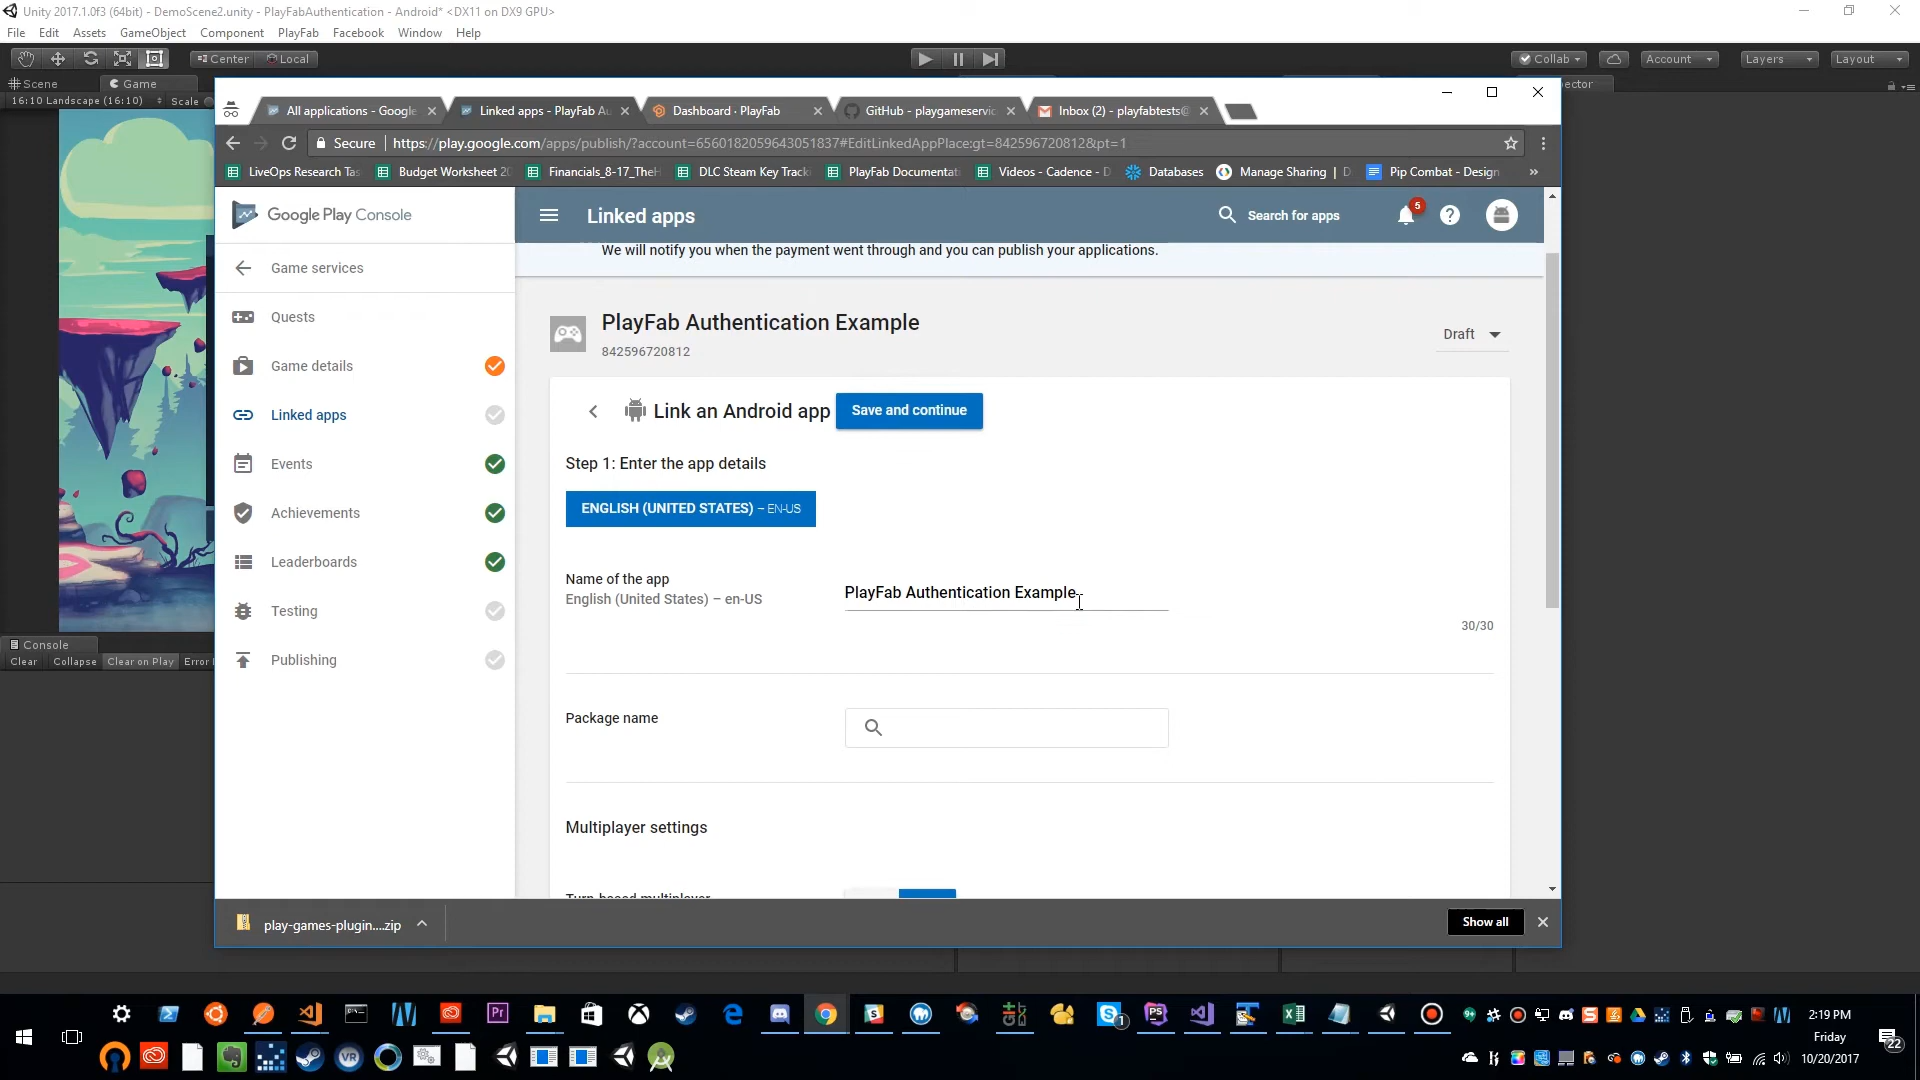 Unity 2017.1.0f3 (64bit) - DemoScene2.unity - PlayFabAuthentication - Android* <DX11 on DX9 GPU>
File Edit Assets GameObject Component PlayFab Facebook Window Help
Center Local Collab Account Layers Layout
Scene Game
16:10 Landscape (16:10) Scale
All applications - Google Linked apps - PlayFab Au Dashboard · PlayFab GitHub - playgameservic Inbox (2) - playfabtests@
Secure https://play.google.com/apps/publish/?account=6560182059643051837#EditLinkedAppPlace:gt=842596720812&pt=1
LiveOps Research Tas Budget Worksheet 20 Financials_8-17_TheH DLC Steam Key Track PlayFab Documentati Videos - Cadence - D Databases Manage Sharing | D Pip Combat - Design »
Google Play Console
Linked apps
Search for apps
5
We will notify you when the payment went through and you can publish your applications.
Game services
Quests
Game details
Linked apps
Events
Achievements
Leaderboards
Testing
Publishing
PlayFab Authentication Example
842596720812
Draft
Link an Android app
Save and continue
Step 1: Enter the app details
ENGLISH (UNITED STATES) – EN-US
Name of the app
English (United States) – en-US
PlayFab Authentication Example
30/30
Package name
Multiplayer settings
Turn-based multiplayer
Console
Clear Collapse Clear on Play Error
play-games-plugin....zip
Show all
2:19 PM
Friday
10/20/2017
22